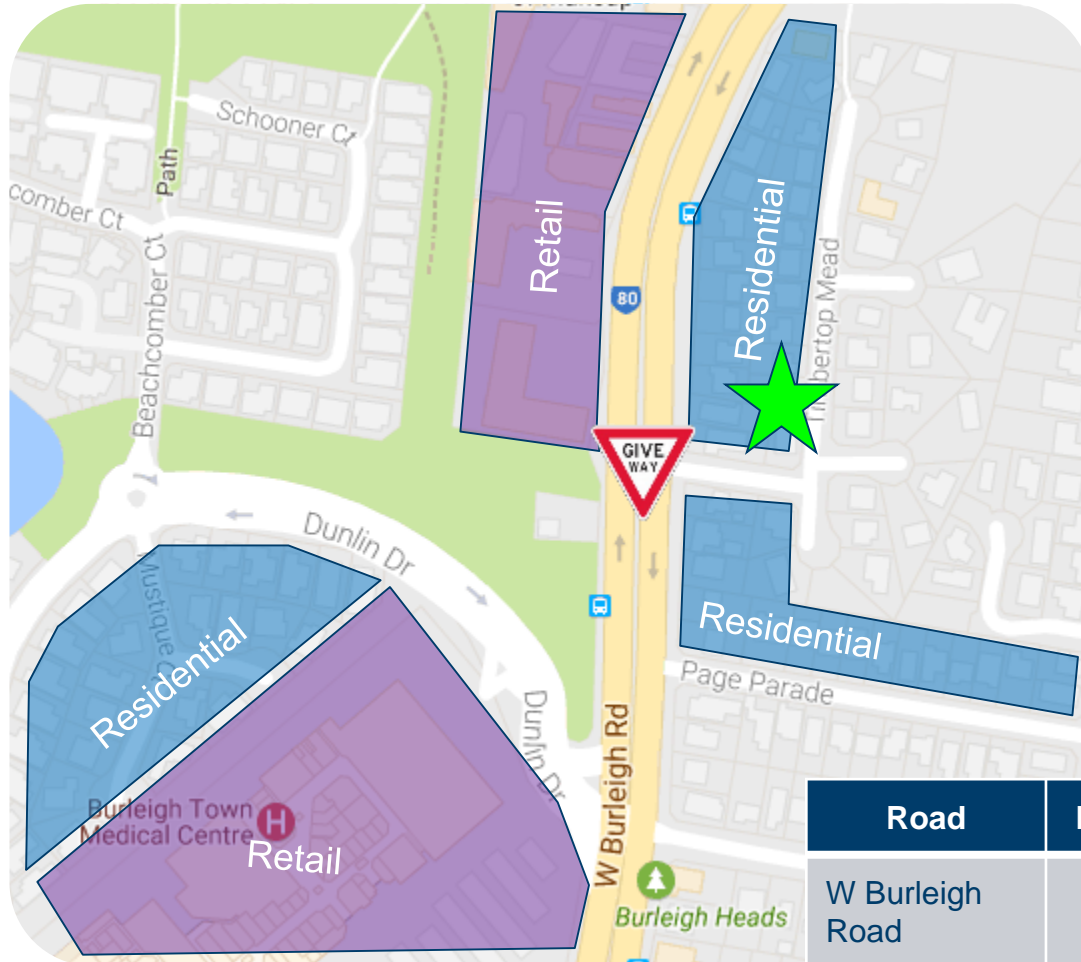 Schooner Ct
Path
comber Ct
Beachcomber Ct
Retail
80
Residential
bertop Mead
GIVE
WAY
Dunlin Dr
Mustique
Residential
Residential
Page Parade
Dunlin Dr
W Burleigh Rd
Burleigh Town
Medical Centre
H
Retail
Burleigh Heads
Road
W Burleigh
Road